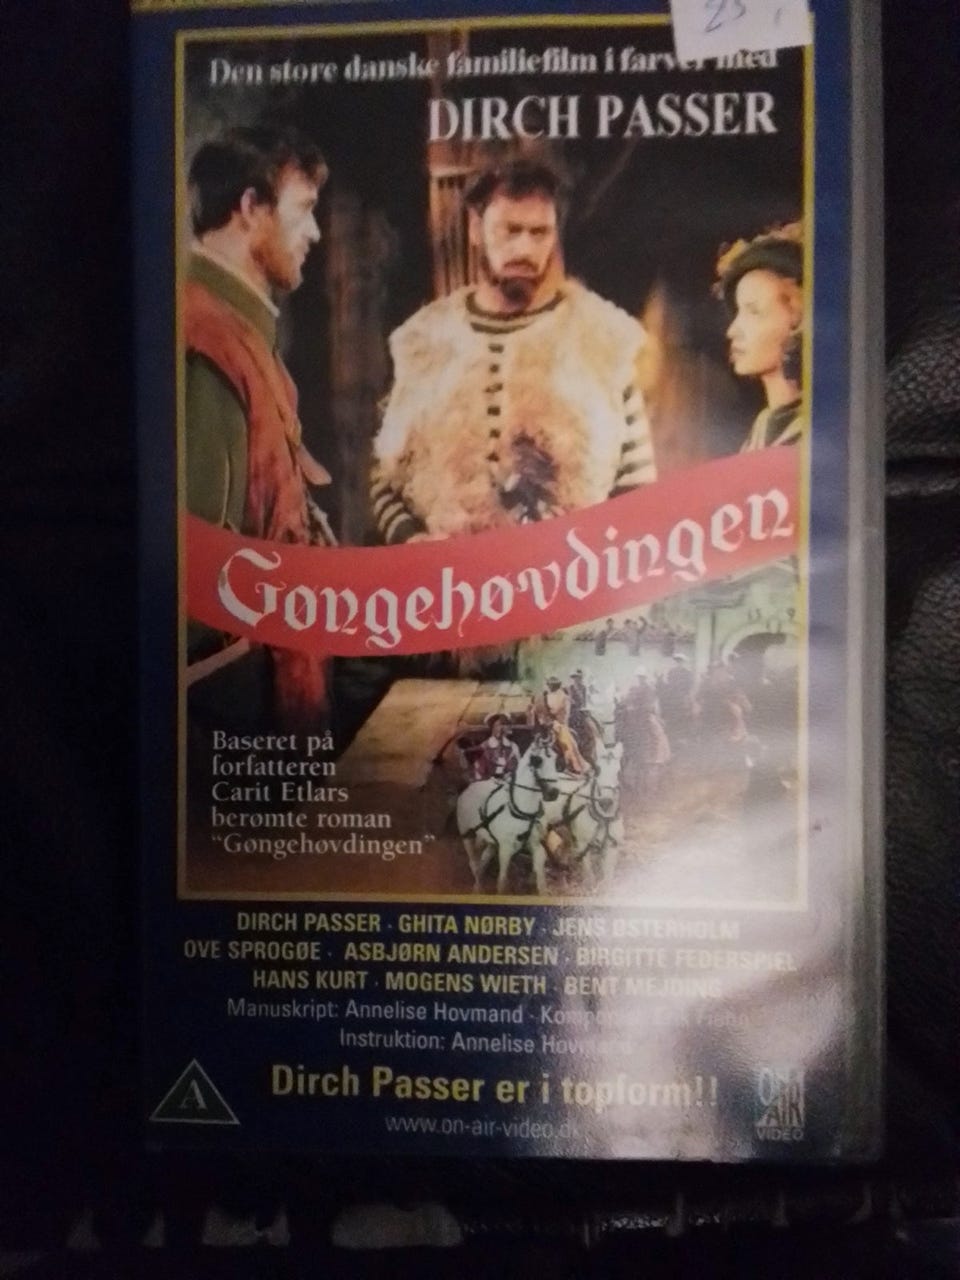 25,
Den store danske familiefilm i farver med
DIRCH PASSER
Gøngehøvdingen
Baseret på
forfatteren
Carit Etlars
berømte roman
"Gøngehøvdingen"
DIRCH PASSER · GHITA NØRBY · JENS ØSTERHOLM
OVE SPROGØE · ASBJØRN ANDERSEN · BIRGITTE FEDERSPIEL
HANS KURT · MOGENS WIETH · BENT MEJDING
Manuskript: Annelise Hovmand ·
Instruktion: Annelise Hovmand
Dirch Passer er i topform!!
A
www.on-air-video.dk
ON
AIR
VIDEO